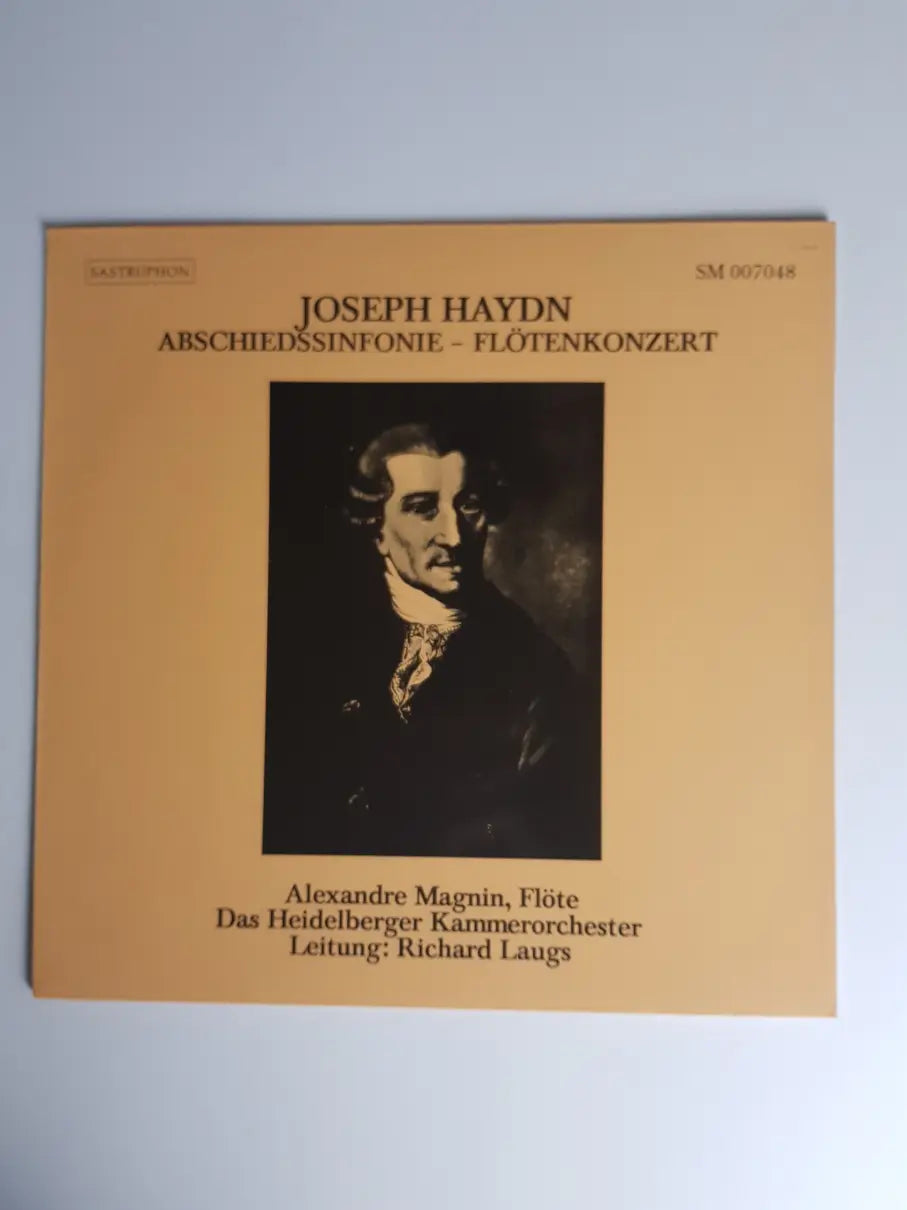 SASTRUPHON
SM 007048
JOSEPH HAYDN
ABSCHIEDSSINFONIE – FLÖTENKONZERT
Alexandre Magnin, Flöte
Das Heidelberger Kammerorchester
Leitung: Richard Laugs